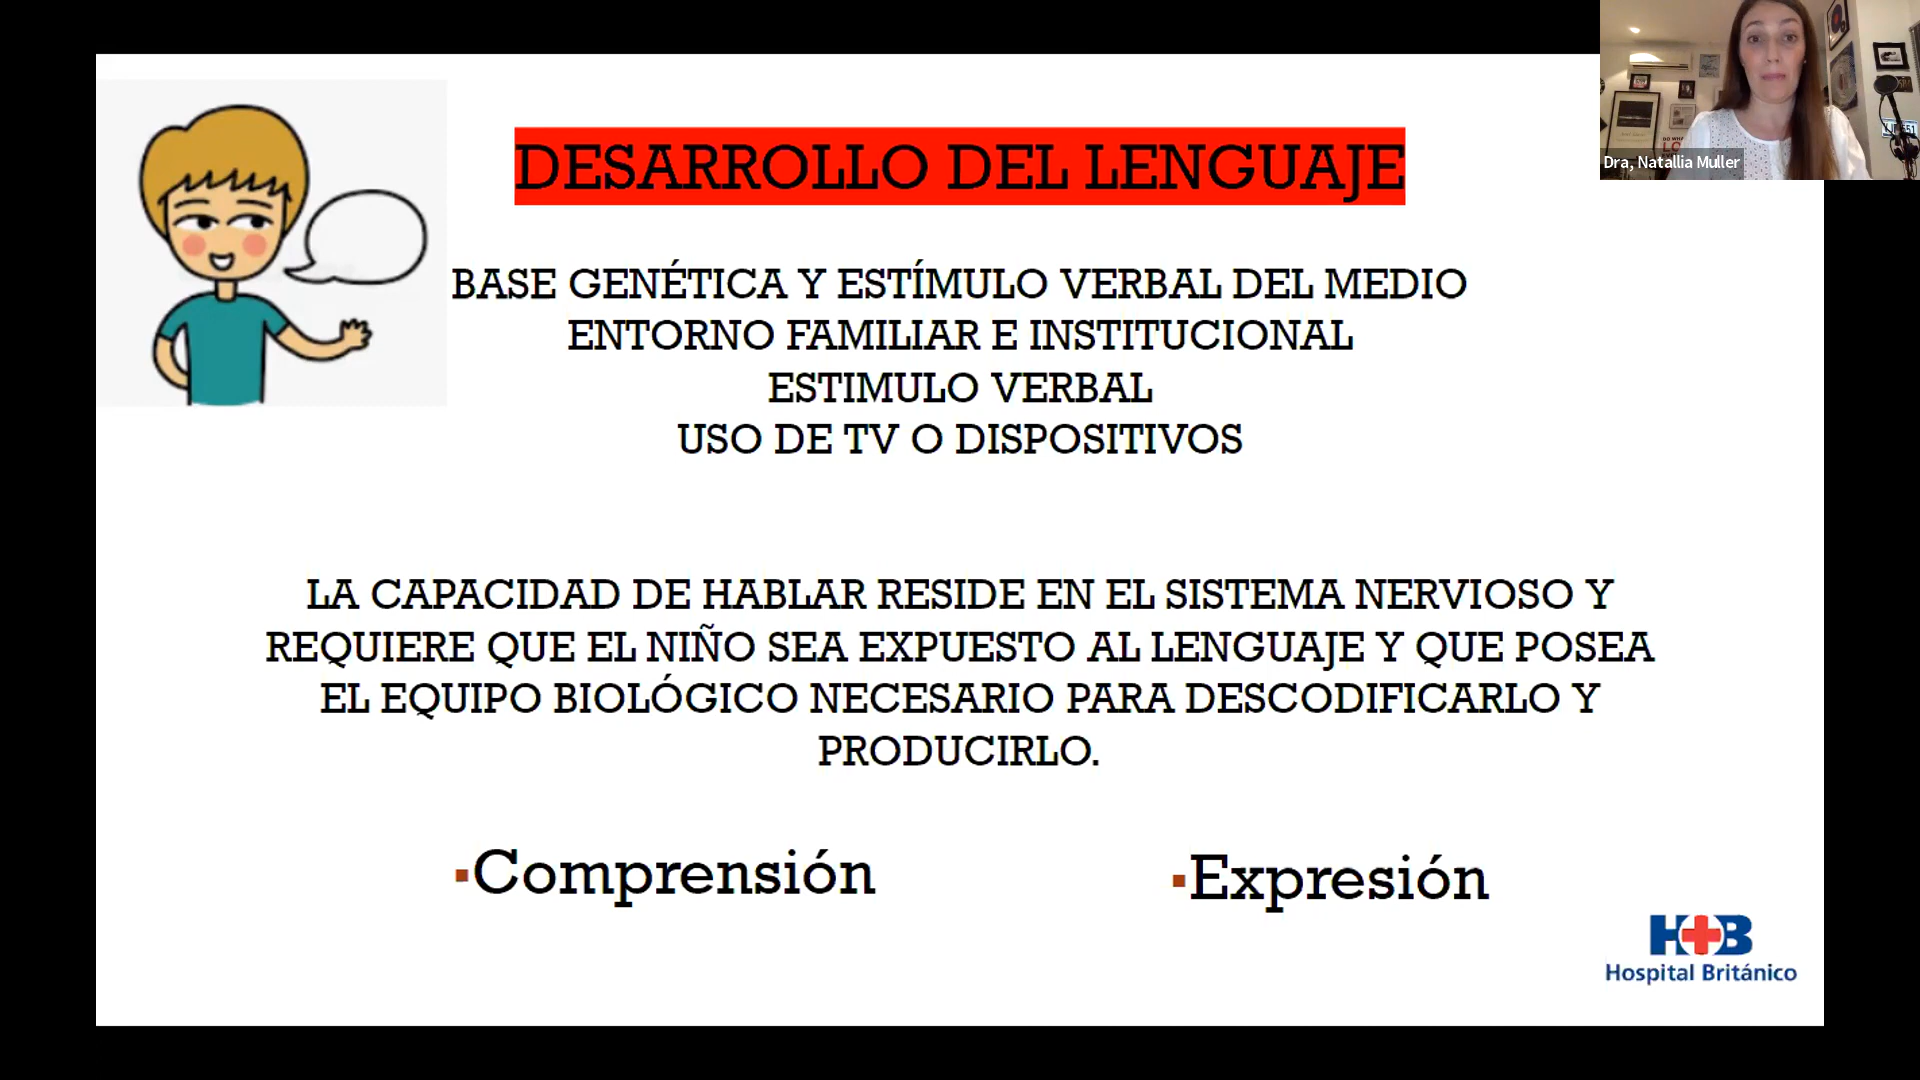 DESARROLLO DEL LENGUAJE
BASE GENÉTICA Y ESTÍMULO VERBAL DEL MEDIO
ENTORNO FAMILIAR E INSTITUCIONAL
ESTIMULO VERBAL
USO DE TV O DISPOSITIVOS
LA CAPACIDAD DE HABLAR RESIDE EN EL SISTEMA NERVIOSO Y
REQUIERE QUE EL NIÑO SEA EXPUESTO AL LENGUAJE Y QUE POSEA
EL EQUIPO BIOLÓGICO NECESARIO PARA DESCODIFICARLO Y
PRODUCIRLO.
▪Comprensión
▪Expresión
HB
Hospital Británico
Dra, Natallia Muller